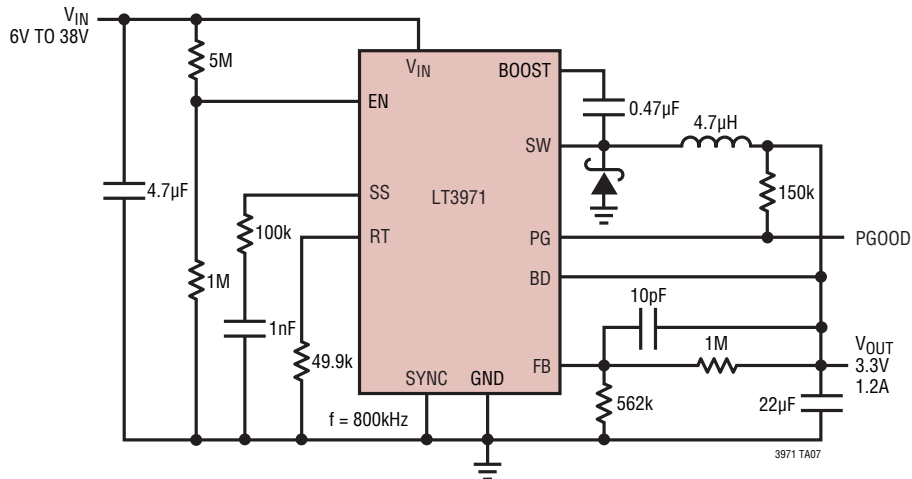 VIN
6V TO 38V
5M
VIN
BOOST
EN
0.47µF
4.7µH
SW
4.7µF
SS
LT3971
150k
100k
RT
PG
PGOOD
BD
1M
10pF
1nF
49.9k
FB
1M
VOUT
3.3V
1.2A
SYNC
GND
562k
22µF
f = 800kHz
3971 TA07